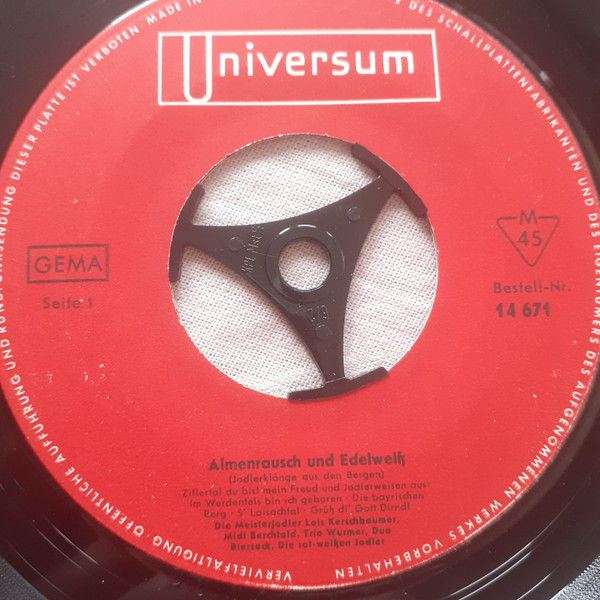 Universum
GEMA
Seite 1
M
45
Bestell-Nr.
14 671
Almenrausch und Edelweiß
(Jodlerklänge aus den Bergen)
Zillertal du bist mein Freud und Jodlerweisen aus:
Im Werdenfels bin ich geboren · Die bayrischen
Berg · S' Loisachtal · Grüß di' Gott Dirndl
Die Meisterjodler Lois Kerschbaumer,
Midi Berchtold, Trio Wurmer, Duo
Biersack, Die rot-weißen Jodler
VERVIELFÄLTIGUNG · ÖFFENTLICHE AUFFÜHRUNG UND RUNDFUNKSENDUNG DIESER PLATTE IST VERBOTEN · MADE IN
DES SCHALLPLATTENFABRIKANTEN UND DES EIGENTÜMERS DES AUFGENOMMENEN WERKES VORBEHALTEN